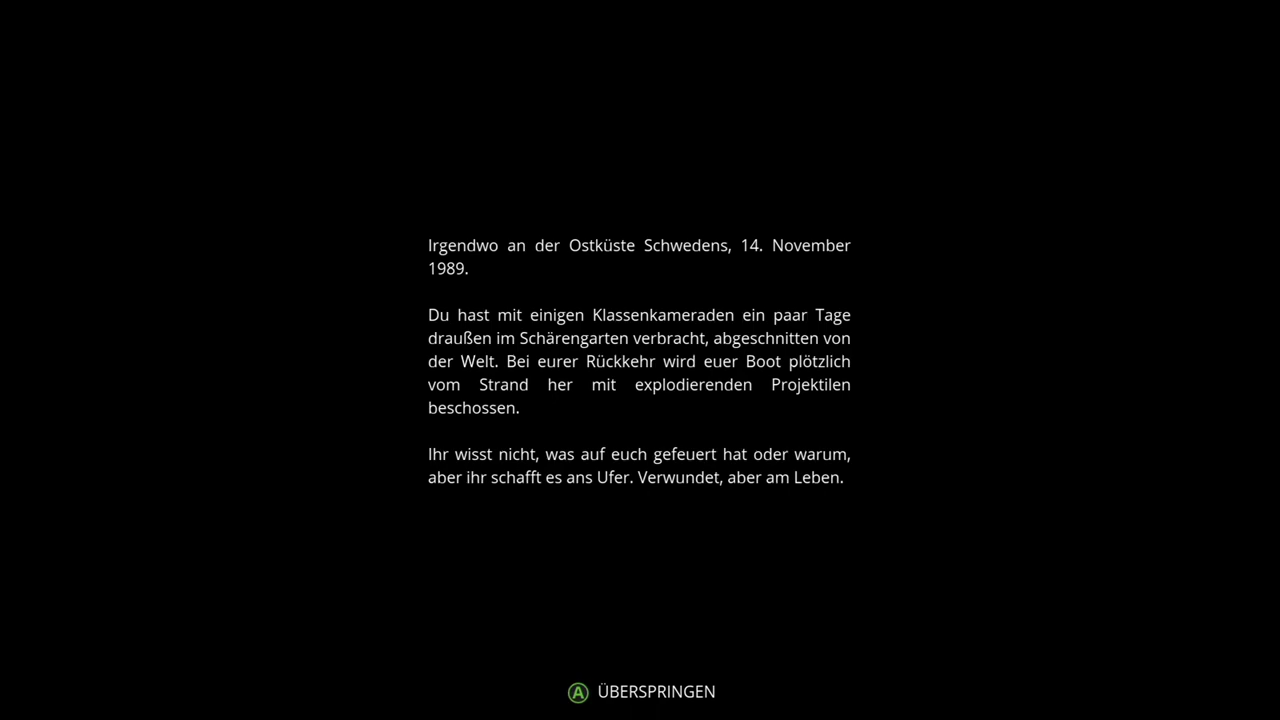 Irgendwo an der Ostküste Schwedens, 14. November
1989.
Du hast mit einigen Klassenkameraden ein paar Tage
draußen im Schärengarten verbracht, abgeschnitten von
der Welt. Bei eurer Rückkehr wird euer Boot plötzlich
vom Strand her mit explodierenden Projektilen
beschossen.
Ihr wisst nicht, was auf euch gefeuert hat oder warum,
aber ihr schafft es ans Ufer. Verwundet, aber am Leben.
A ÜBERSPRINGEN